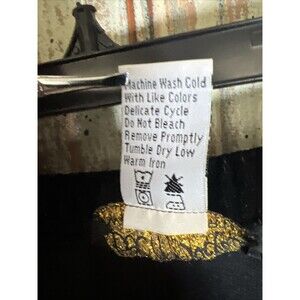 Machine Wash Cold
With Like Colors
Delicate Cycle
Do Not Bleach
Remove Promptly
Tumble Dry Low
Warm Iron